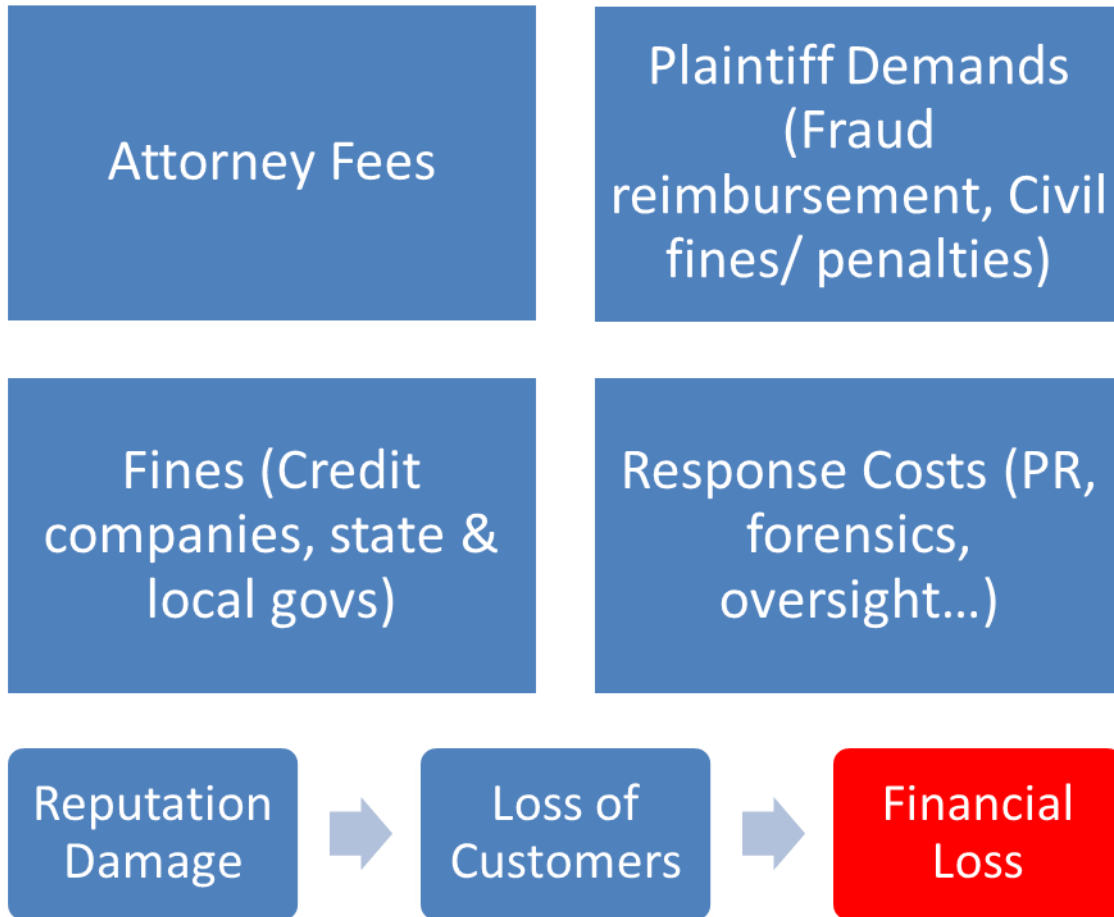 Attorney Fees
Plaintiff Demands
(Fraud
reimbursement, Civil
fines/ penalties)
Fines (Credit
companies, state &
local govs)
Response Costs (PR,
forensics,
oversight...)
Reputation
Damage
Loss of
Customers
Financial
Loss